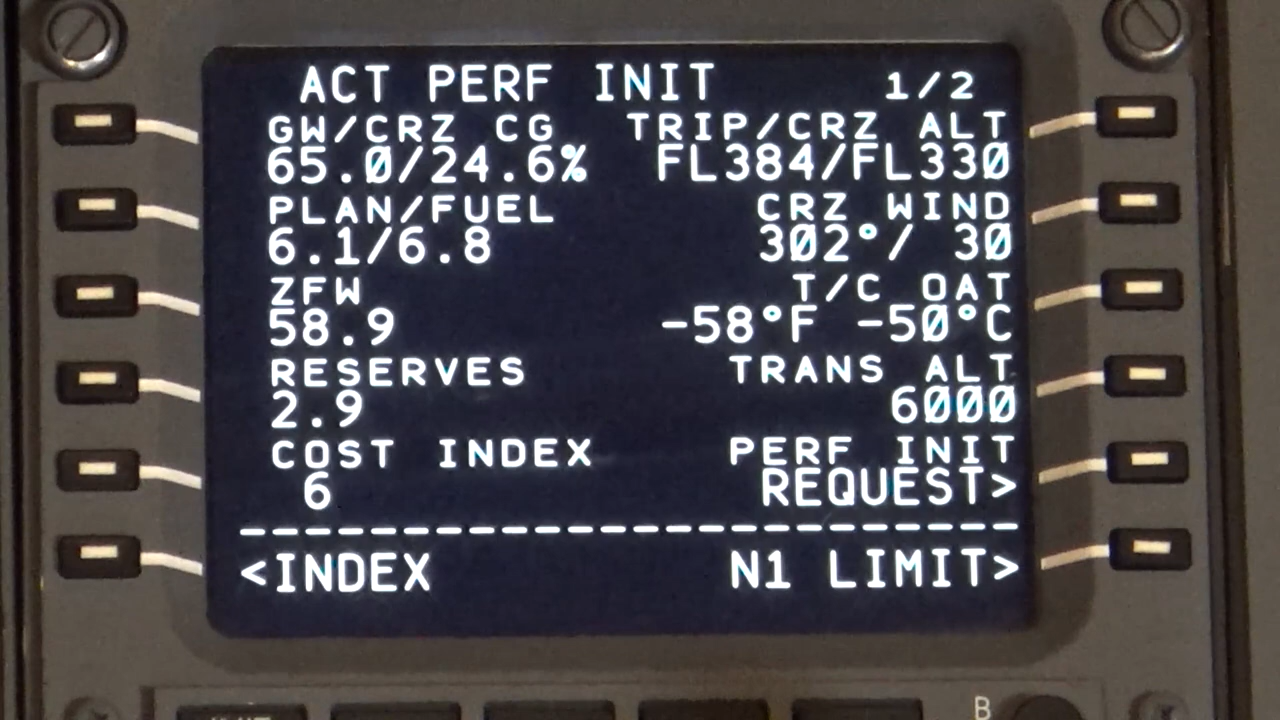 ACT PERF INIT 1/2
GW/CRZ CG TRIP/CRZ ALT
65.0/24.6% FL384/FL330
PLAN/FUEL CRZ WIND
6.1/6.8 302°/ 30
ZFW T/C OAT
58.9 -58°F -50°C
RESERVES TRANS ALT
2.9 6000
COST INDEX PERF INIT
6 REQUEST>
--------------------------
<INDEX N1 LIMIT>
B